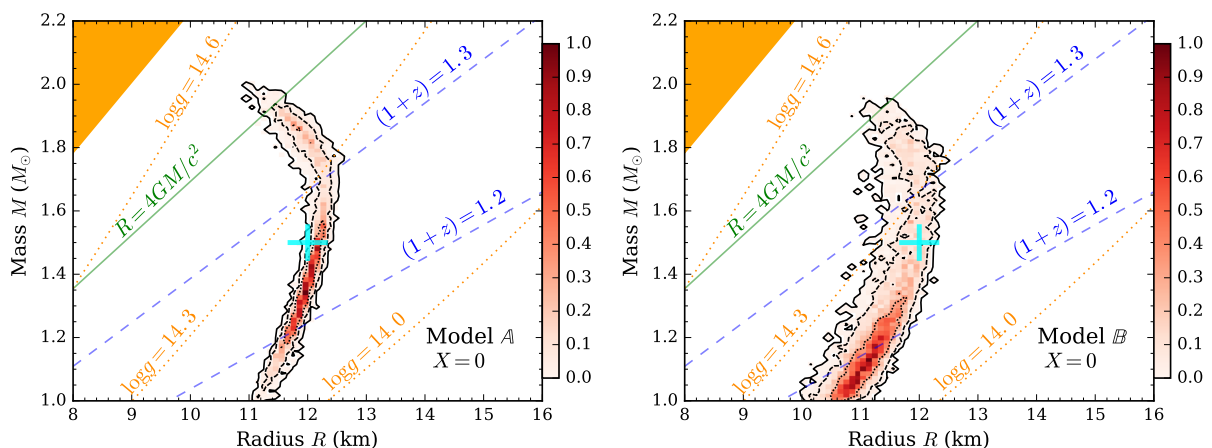 2.2
2.0
1.8
1.6
1.4
1.2
1.0
Mass M (M⊙)
8 9 10 11 12 13 14 15 16
Radius R (km)
logg = 14.6
R = 4GM/c²
(1 + z) = 1.3
(1 + z) = 1.2
logg = 14.3
logg = 14.0
Model 𝔸
X = 0
1.0
0.9
0.8
0.7
0.6
0.5
0.4
0.3
0.2
0.1
0.0
2.2
2.0
1.8
1.6
1.4
1.2
1.0
Mass M (M⊙)
8 9 10 11 12 13 14 15 16
Radius R (km)
logg = 14.6
R = 4GM/c²
(1 + z) = 1.3
(1 + z) = 1.2
logg = 14.3
logg = 14.0
Model 𝔹
X = 0
1.0
0.9
0.8
0.7
0.6
0.5
0.4
0.3
0.2
0.1
0.0